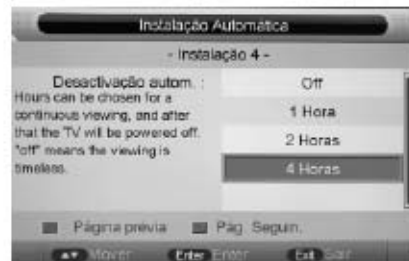 Instalação Automática
- Instalação 4 -
Desactivação autom. :
Hours can be chosen for a
continuous viewing, and after
that the TV will be powered off.
"off" means the viewing is
timeless.
Off
1 Hora
2 Horas
4 Horas
Página prévia Pág. Seguin.
Mover Enter Enter Exit Sair